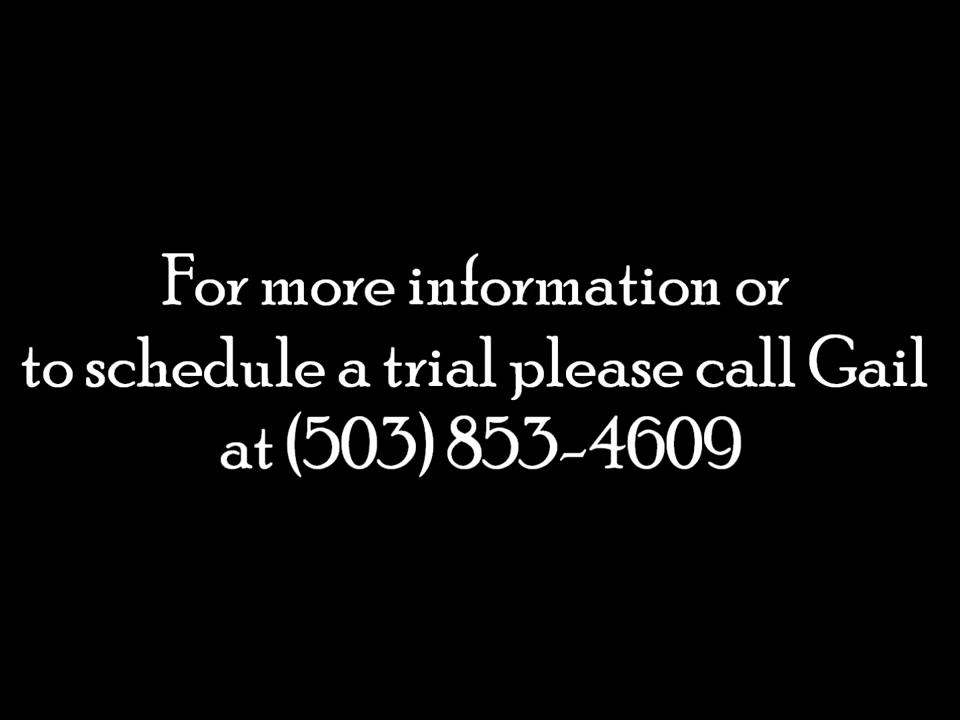 For more information or
to schedule a trial please call Gail
at (503) 853-4609